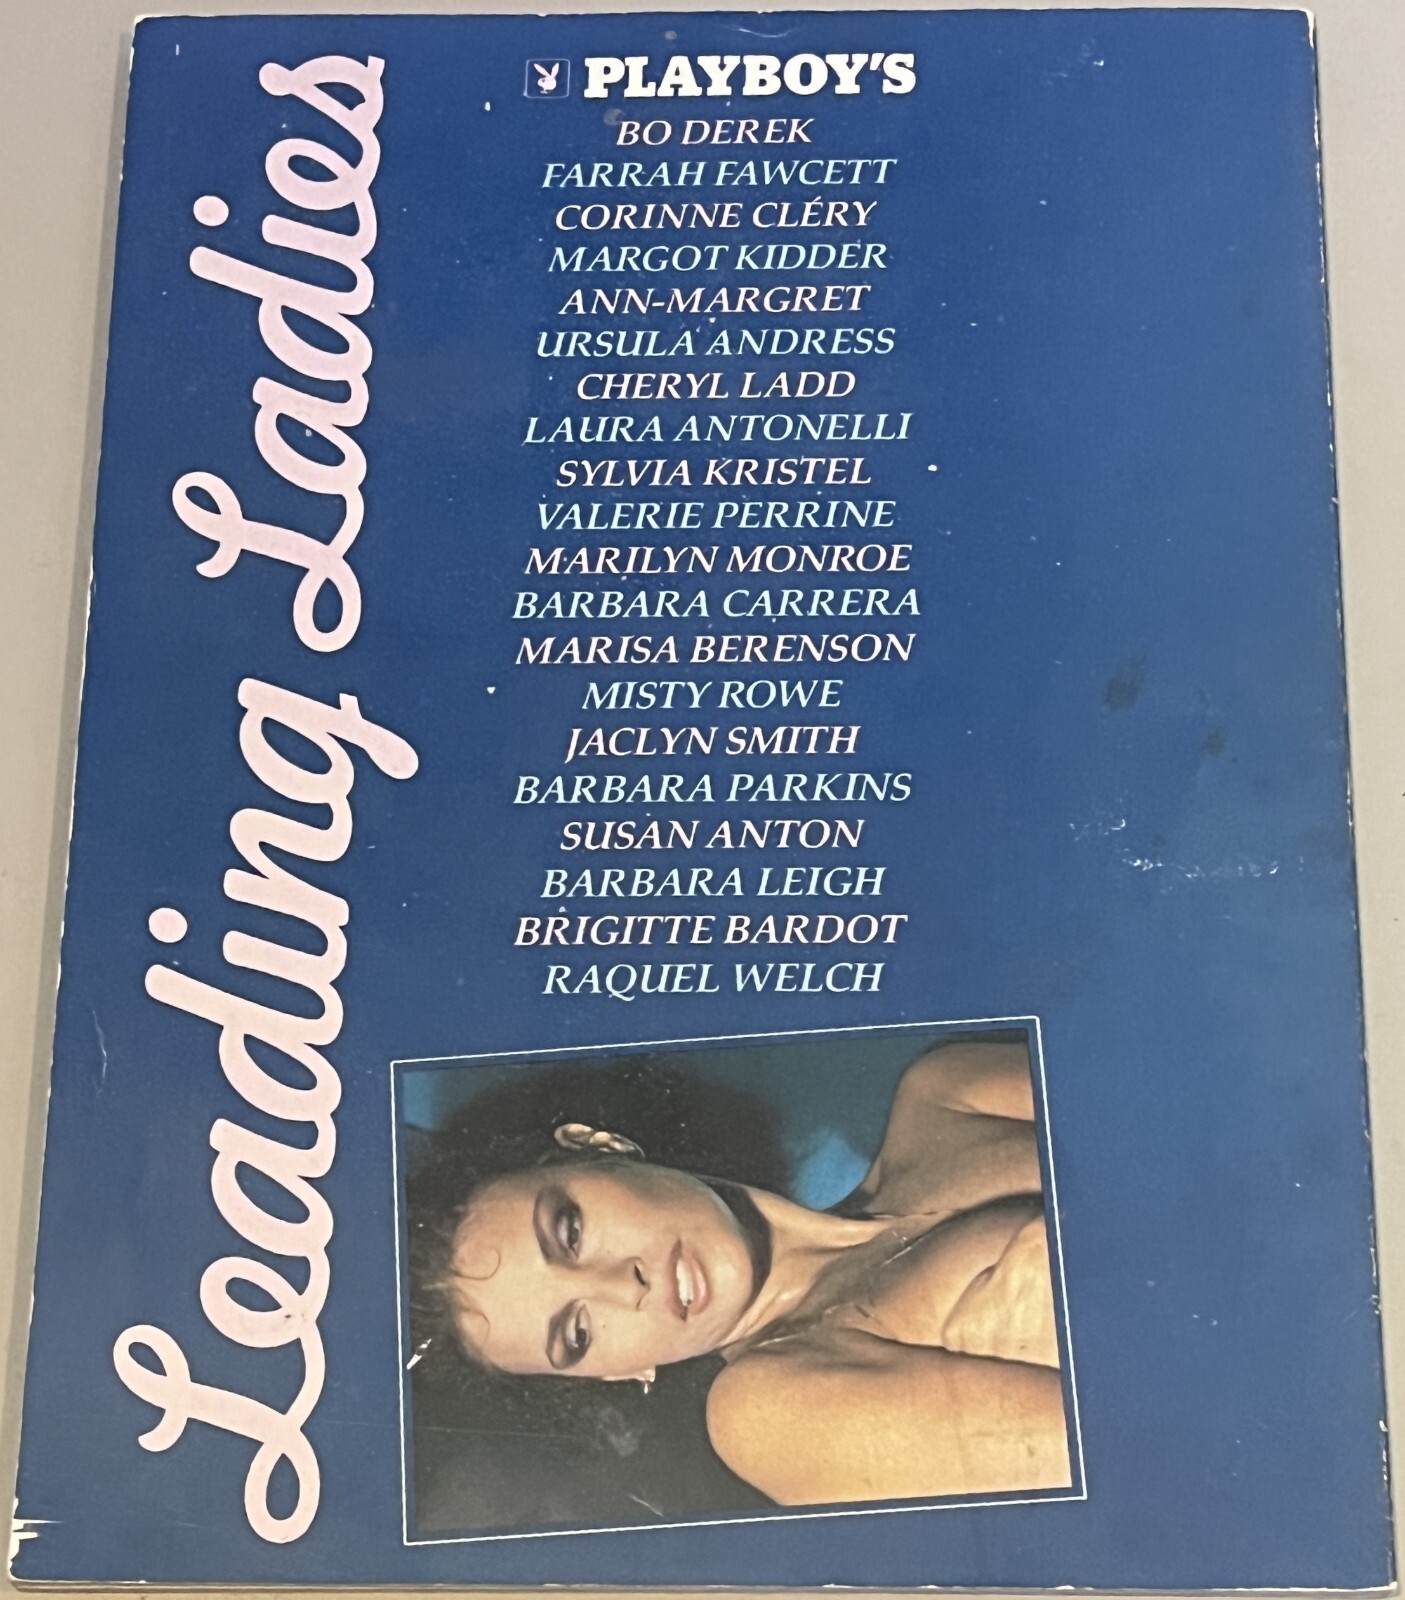 PLAYBOY'S
Leading Ladies
BO DEREK
FARRAH FAWCETT
CORINNE CLÉRY
MARGOT KIDDER
ANN-MARGRET
URSULA ANDRESS
CHERYL LADD
LAURA ANTONELLI
SYLVIA KRISTEL
VALERIE PERRINE
MARILYN MONROE
BARBARA CARRERA
MARISA BERENSON
MISTY ROWE
JACLYN SMITH
BARBARA PARKINS
SUSAN ANTON
BARBARA LEIGH
BRIGITTE BARDOT
RAQUEL WELCH